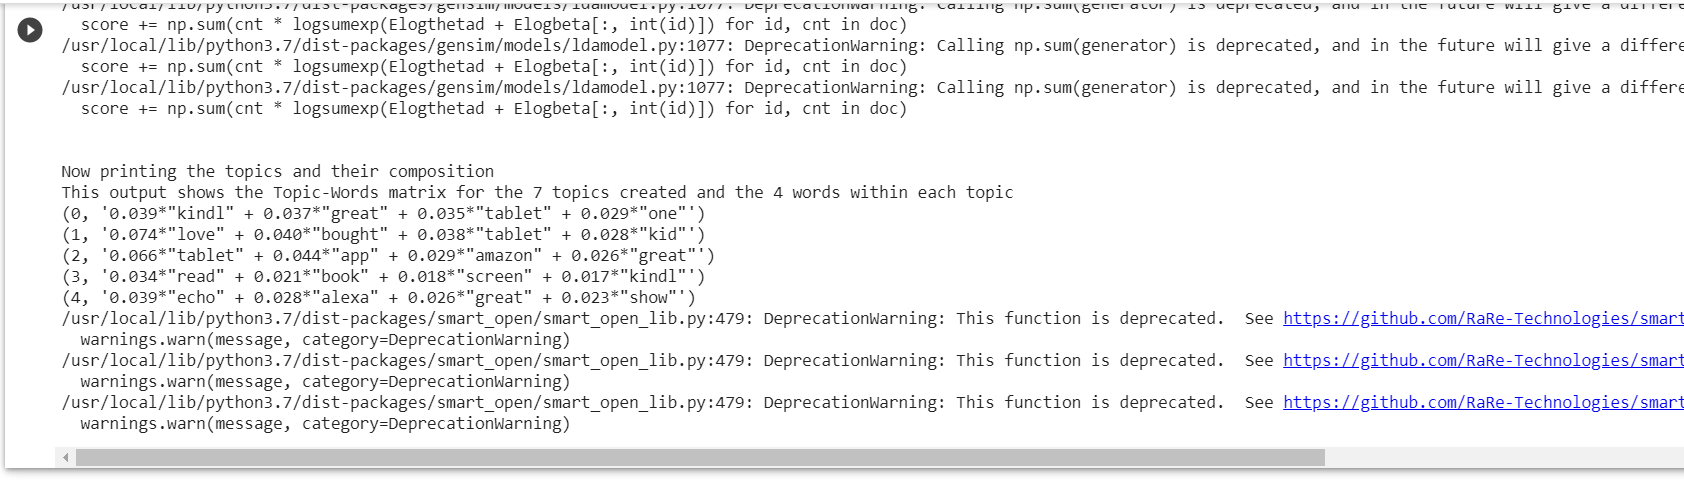 /usr/local/lib/python3.7/dist-packages/gensim/models/ldamodel.py:1077: DeprecationWarning: Calling np.sum(generator) is deprecated, and in the future will give a differe
  score += np.sum(cnt * logsumexp(Elogthetad + Elogbeta[:, int(id)]) for id, cnt in doc)
/usr/local/lib/python3.7/dist-packages/gensim/models/ldamodel.py:1077: DeprecationWarning: Calling np.sum(generator) is deprecated, and in the future will give a differe
  score += np.sum(cnt * logsumexp(Elogthetad + Elogbeta[:, int(id)]) for id, cnt in doc)
/usr/local/lib/python3.7/dist-packages/gensim/models/ldamodel.py:1077: DeprecationWarning: Calling np.sum(generator) is deprecated, and in the future will give a differe
  score += np.sum(cnt * logsumexp(Elogthetad + Elogbeta[:, int(id)]) for id, cnt in doc)
Now printing the topics and their composition
This output shows the Topic-Words matrix for the 7 topics created and the 4 words within each topic
(0, '0.039*"kindl" + 0.037*"great" + 0.035*"tablet" + 0.029*"one"')
(1, '0.074*"love" + 0.040*"bought" + 0.038*"tablet" + 0.028*"kid"')
(2, '0.066*"tablet" + 0.044*"app" + 0.029*"amazon" + 0.026*"great"')
(3, '0.034*"read" + 0.021*"book" + 0.018*"screen" + 0.017*"kindl"')
(4, '0.039*"echo" + 0.028*"alexa" + 0.026*"great" + 0.023*"show"')
/usr/local/lib/python3.7/dist-packages/smart_open/smart_open_lib.py:479: DeprecationWarning: This function is deprecated.  See https://github.com/RaRe-Technologies/smart
  warnings.warn(message, category=DeprecationWarning)
/usr/local/lib/python3.7/dist-packages/smart_open/smart_open_lib.py:479: DeprecationWarning: This function is deprecated.  See https://github.com/RaRe-Technologies/smart
  warnings.warn(message, category=DeprecationWarning)
/usr/local/lib/python3.7/dist-packages/smart_open/smart_open_lib.py:479: DeprecationWarning: This function is deprecated.  See https://github.com/RaRe-Technologies/smart
  warnings.warn(message, category=DeprecationWarning)